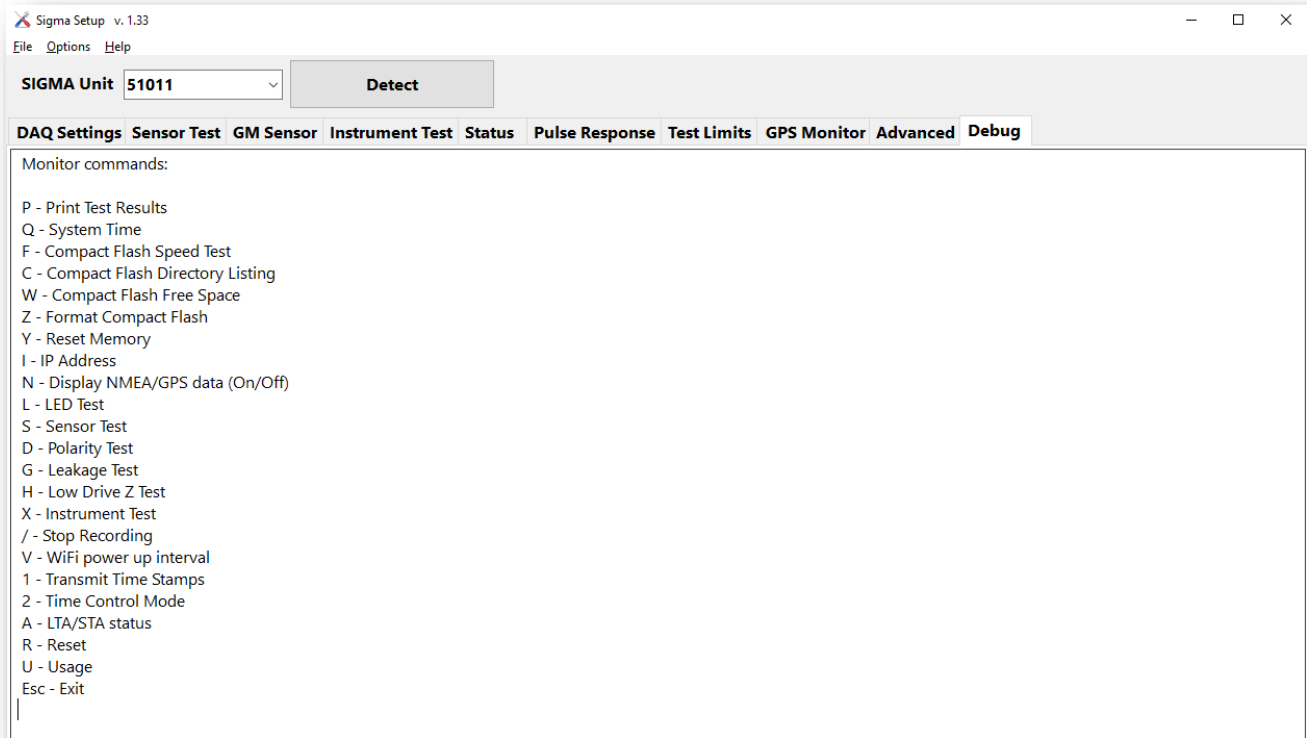 Sigma Setup v. 1.33
File Options Help
SIGMA Unit 51011 Detect
DAQ Settings Sensor Test GM Sensor Instrument Test Status Pulse Response Test Limits GPS Monitor Advanced Debug
Monitor commands:
P - Print Test Results
Q - System Time
F - Compact Flash Speed Test
C - Compact Flash Directory Listing
W - Compact Flash Free Space
Z - Format Compact Flash
Y - Reset Memory
I - IP Address
N - Display NMEA/GPS data (On/Off)
L - LED Test
S - Sensor Test
D - Polarity Test
G - Leakage Test
H - Low Drive Z Test
X - Instrument Test
/ - Stop Recording
V - WiFi power up interval
1 - Transmit Time Stamps
2 - Time Control Mode
A - LTA/STA status
R - Reset
U - Usage
Esc - Exit